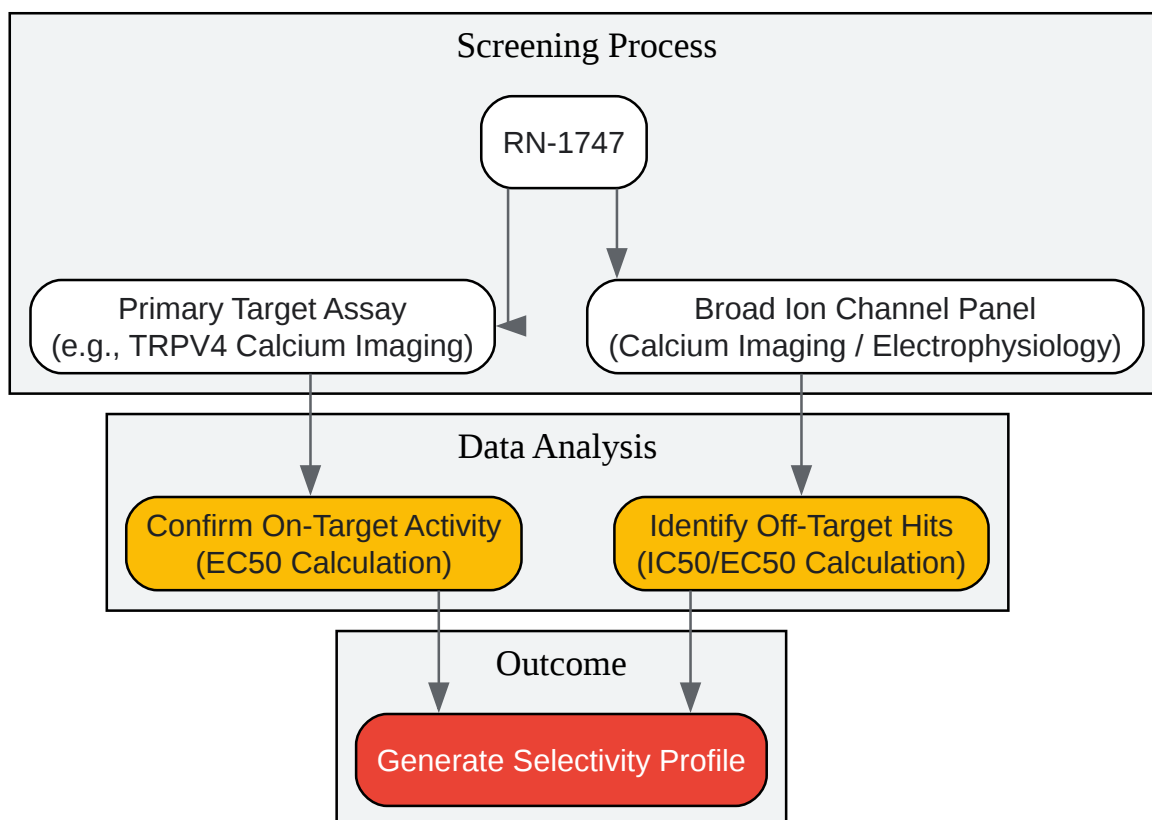 Screening Process
RN-1747
Primary Target Assay
(e.g., TRPV4 Calcium Imaging)
Broad Ion Channel Panel
(Calcium Imaging / Electrophysiology)
Data Analysis
Confirm On-Target Activity
(EC50 Calculation)
Identify Off-Target Hits
(IC50/EC50 Calculation)
Outcome
Generate Selectivity Profile